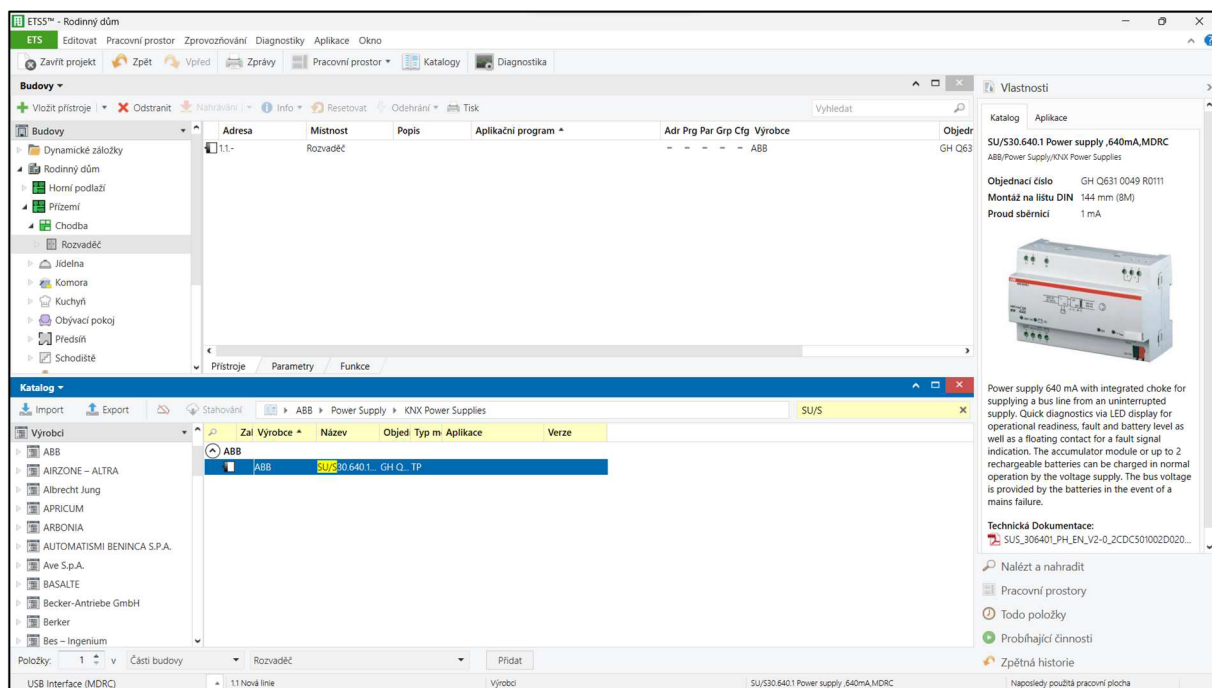 ETS5™ - Rodinný dům
ETS Editovat Pracovní prostor Zprovozňování Diagnostiky Aplikace Okno
Zavřít projekt Zpět Vpřed Zprávy Pracovní prostor Katalogy Diagnostika
Budovy
Vložit přístroje Odstranit Nahrávání Info Resetovat Odehrání Tisk Vyhledat
Budovy
Dynamické záložky
Rodinný dům
Horní podlaží
Přízemí
Chodba
Rozvaděč
Jídelna
Komora
Kuchyň
Obývací pokoj
Předsíň
Schodiště
Adresa Místnost Popis Aplikační program Adr Prg Par Grp Cfg Výrobce Objedr
1.1.- Rozvaděč - - - - - ABB GH Q63
Přístroje Parametry Funkce
Katalog
Import Export Stahování ABB Power Supply KNX Power Supplies SU/S
Výrobci
ABB
AIRZONE – ALTRA
Albrecht Jung
APRICUM
ARBONIA
AUTOMATISMI BENINCA S.P.A.
Ave S.p.A.
BASALTE
Becker-Antriebe GmbH
Berker
Bes – Ingenium
Zal Výrobce Název Objed Typ m Aplikace Verze
ABB
ABB SU/S30.640.1... GH Q... TP
Položky: 1 v Části budovy Rozvaděč Přidat
USB Interface (MDRC) 1.1 Nová linie Výrobci SU/S30.640.1 Power supply ,640mA,MDRC Naposledy použitá pracovní plocha
Vlastnosti
Katalog Aplikace
SU/S30.640.1 Power supply ,640mA,MDRC
ABB/Power Supply/KNX Power Supplies
Objednací číslo GH Q631 0049 R0111
Montáž na lištu DIN 144 mm (8M)
Proud sběrnicí 1 mA
Power supply 640 mA with integrated choke for
supplying a bus line from an uninterrupted
supply. Quick diagnostics via LED display for
operational readiness, fault and battery level as
well as a floating contact for a fault signal
indication. The accumulator module or up to 2
rechargeable batteries can be charged in normal
operation by the voltage supply. The bus voltage
is provided by the batteries in the event of a
mains failure.
Technická Dokumentace:
SUS_306401_PH_EN_V2-0_2CDC501002D020...
Nalézt a nahradit
Pracovní prostory
Todo položky
Probíhající činnosti
Zpětná historie